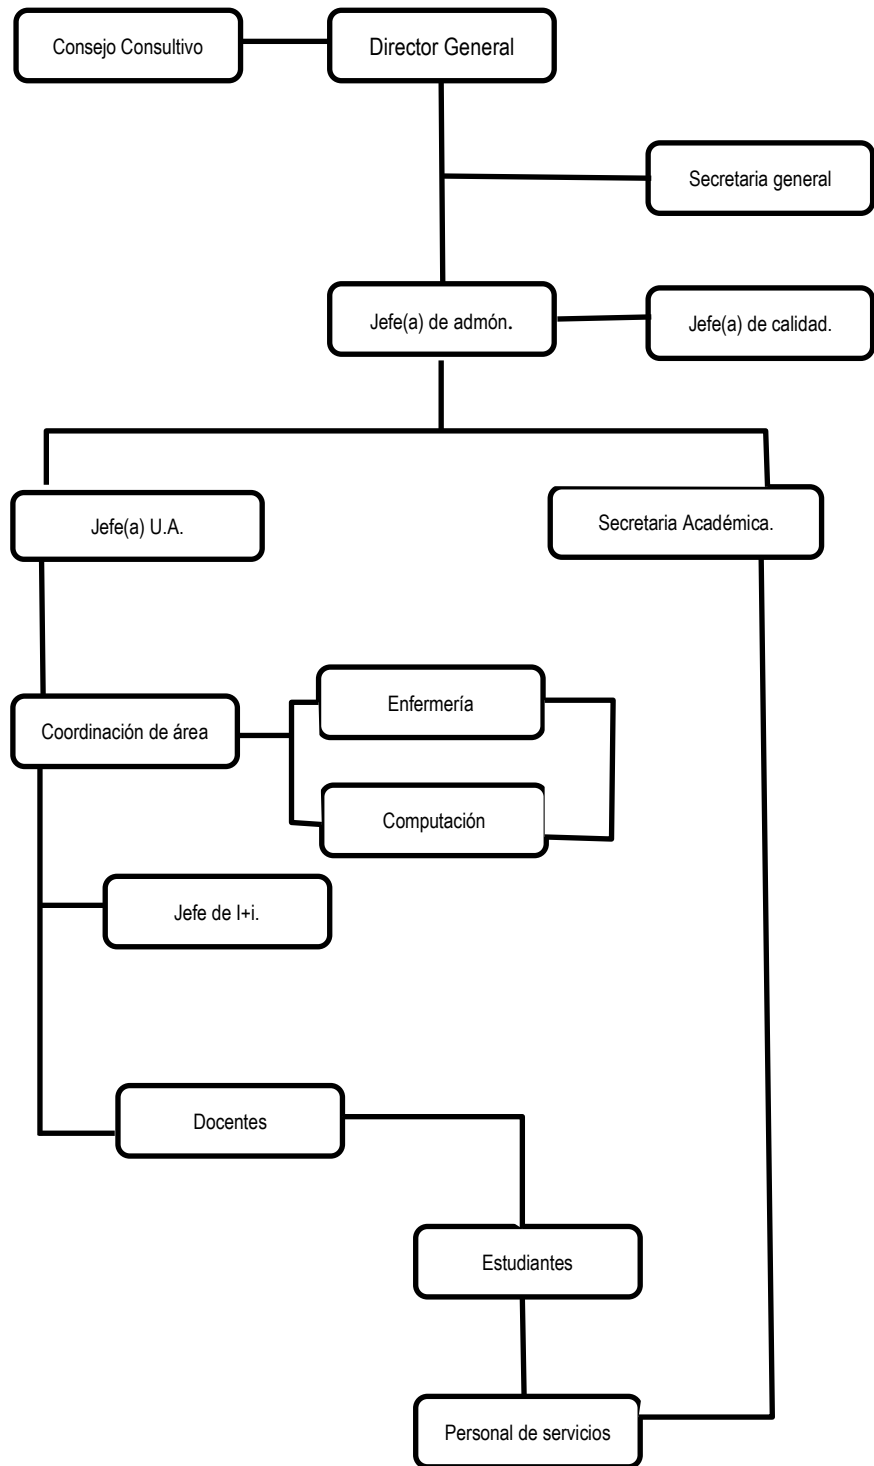 Consejo Consultivo
Director General
Secretaria general
Jefe(a) de admón.
Jefe(a) de calidad.
Jefe(a) U.A.
Secretaria Académica.
Enfermería
Coordinación de área
Computación
Jefe de I+i.
Docentes
Estudiantes
Personal de servicios